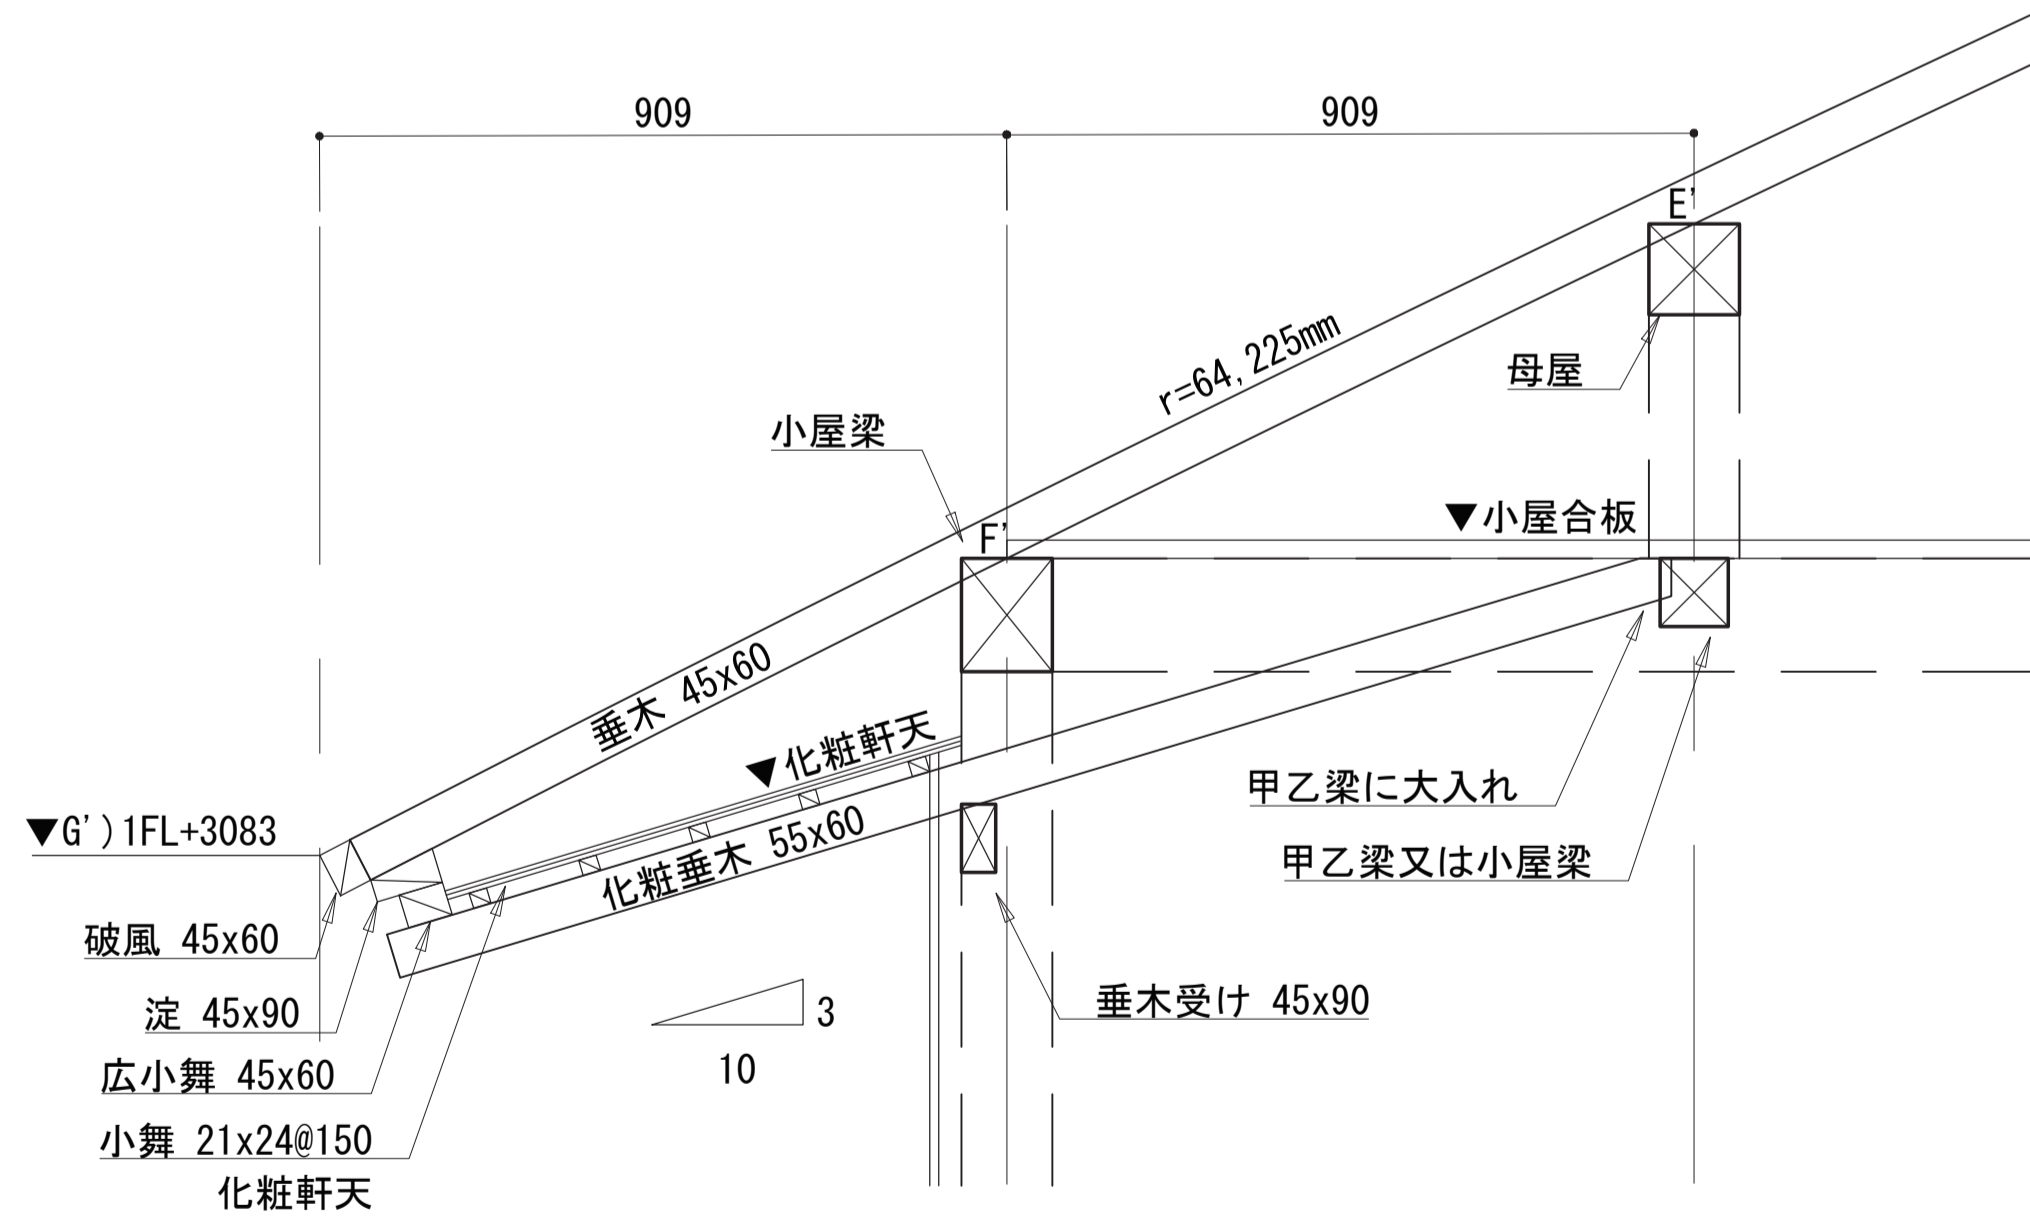 909
909
E'
r=64,225mm
母屋
小屋梁
▼小屋合板
F'
垂木 45x60
▼化粧軒天
甲乙梁に大入れ
▼G')1FL+3083
化粧垂木 55x60
甲乙梁又は小屋梁
破風 45x60
淀 45x90
3
垂木受け 45x90
10
広小舞 45x60
小舞 21x24@150
化粧軒天